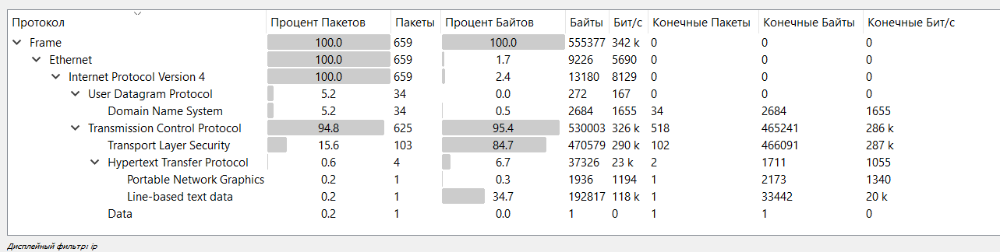 Протокол Процент Пакетов Пакеты Процент Байтов Байты Бит/с Конечные Пакеты Конечные Байты Конечные Бит/с
Frame 100.0 659 100.0 555377 342 k 0 0 0
Ethernet 100.0 659 1.7 9226 5690 0 0 0
Internet Protocol Version 4 100.0 659 2.4 13180 8129 0 0 0
User Datagram Protocol 5.2 34 0.0 272 167 0 0 0
Domain Name System 5.2 34 0.5 2684 1655 34 2684 1655
Transmission Control Protocol 94.8 625 95.4 530003 326 k 518 465241 286 k
Transport Layer Security 15.6 103 84.7 470579 290 k 102 466091 287 k
Hypertext Transfer Protocol 0.6 4 6.7 37326 23 k 2 1711 1055
Portable Network Graphics 0.2 1 0.3 1936 1194 1 2173 1340
Line-based text data 0.2 1 34.7 192817 118 k 1 33442 20 k
Data 0.2 1 0.0 1 0 1 1 0
Дисплейный фильтр: ip